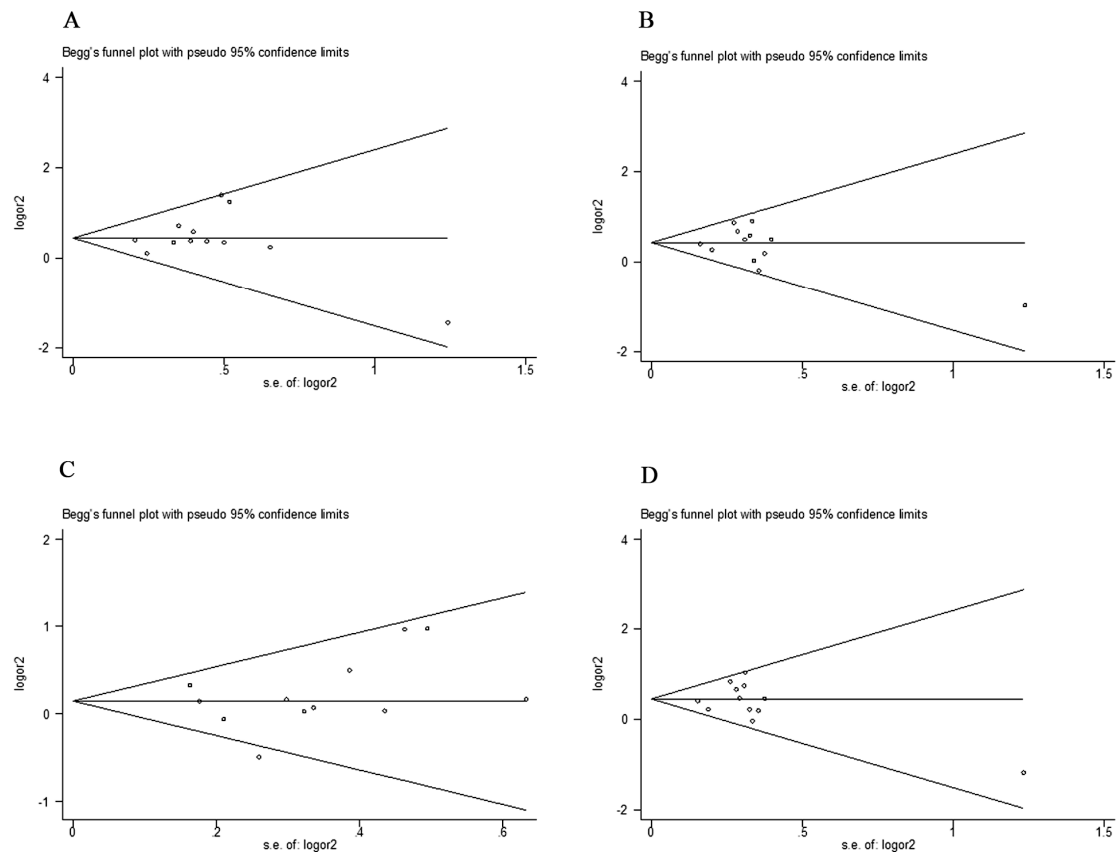 A
Begg's funnel plot with pseudo 95% confidence limits
logor2
4
2
0
-2
0
.5
1
1.5
s.e. of: logor2
B
Begg's funnel plot with pseudo 95% confidence limits
logor2
4
2
0
-2
0
.5
1
1.5
s.e. of: logor2
C
Begg's funnel plot with pseudo 95% confidence limits
logor2
2
1
0
-1
0
.2
.4
.6
s.e. of: logor2
D
Begg's funnel plot with pseudo 95% confidence limits
logor2
4
2
0
-2
0
.5
1
1.5
s.e. of: logor2